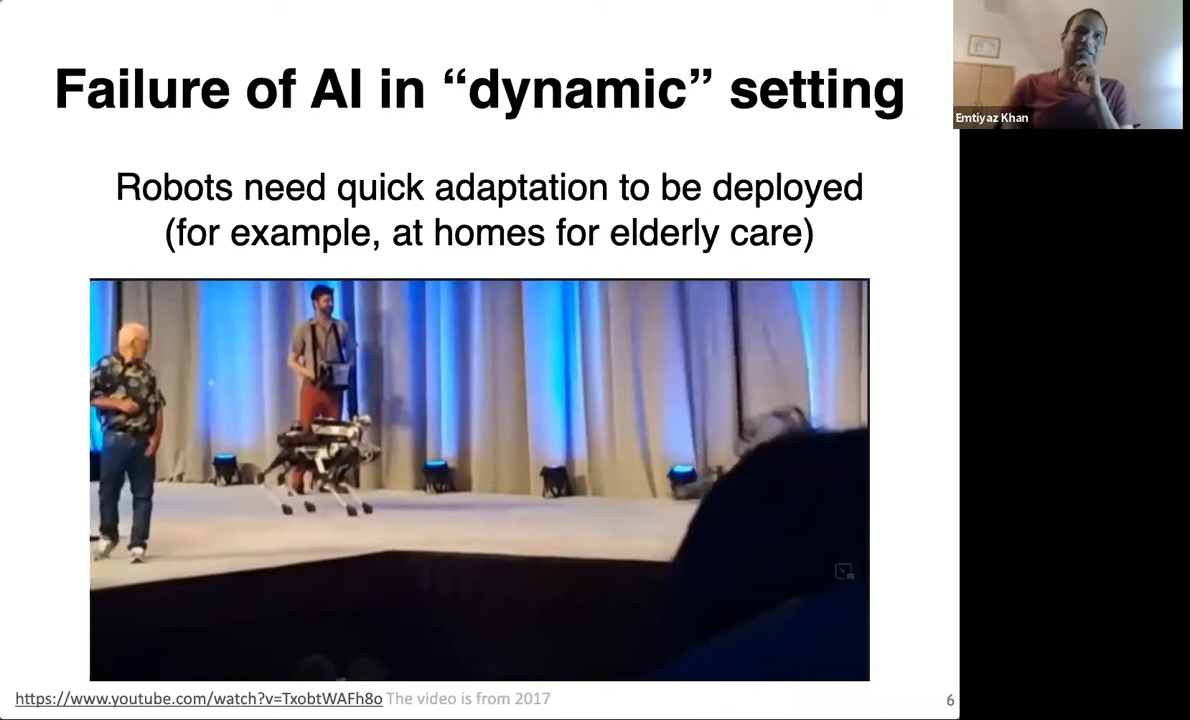 Failure of AI in “dynamic” setting
Emtiyaz Khan
Robots need quick adaptation to be deployed
(for example, at homes for elderly care)
https://www.youtube.com/watch?v=TxobtWAFh8o The video is from 2017
6